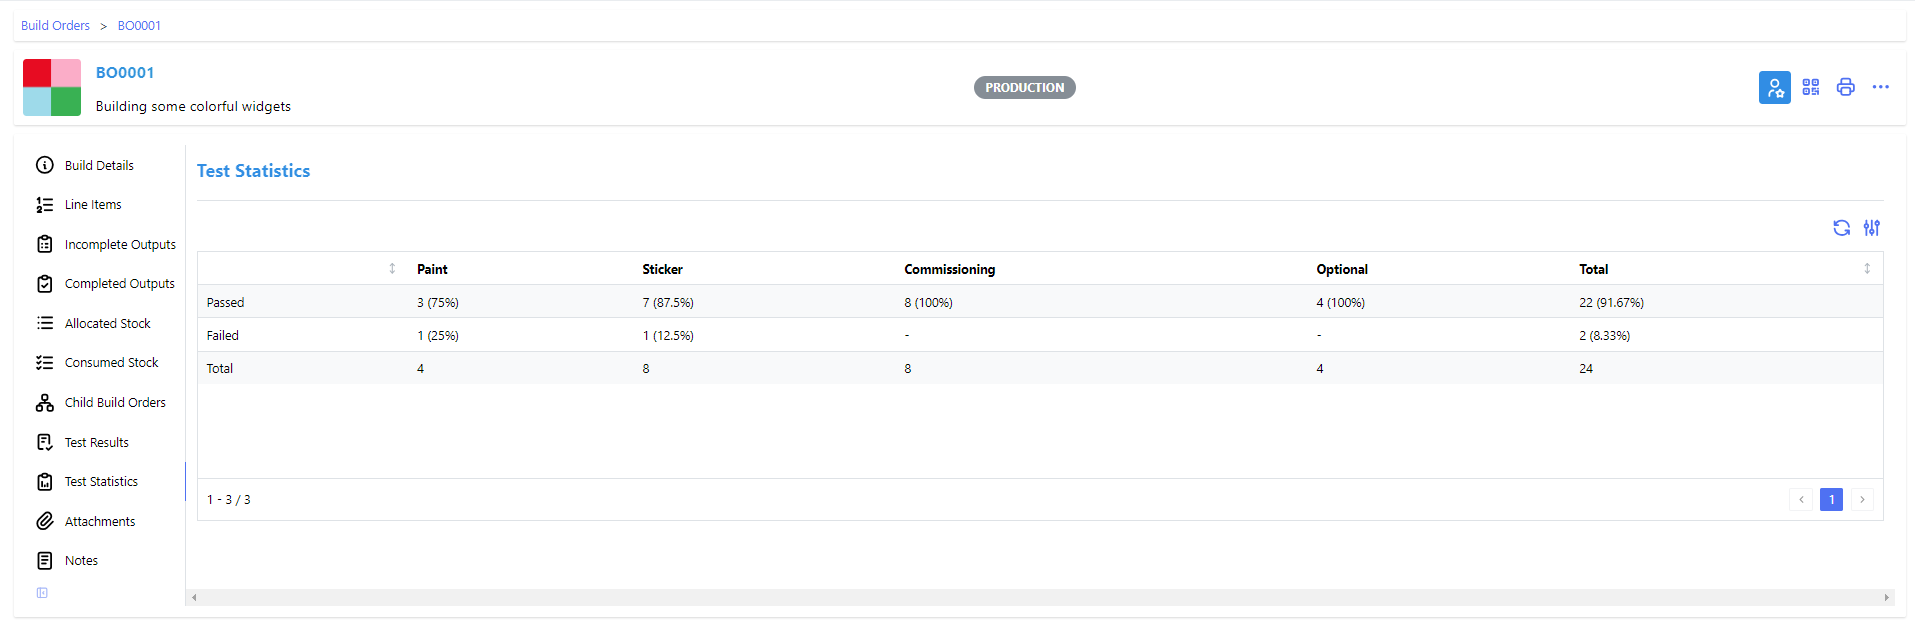 Build Orders > BO0001
BO0001
Building some colorful widgets
PRODUCTION
Build Details
Line Items
Incomplete Outputs
Completed Outputs
Allocated Stock
Consumed Stock
Child Build Orders
Test Results
Test Statistics
Attachments
Notes
Test Statistics
Paint Sticker Commissioning Optional Total
Passed 3 (75%) 7 (87.5%) 8 (100%) 4 (100%) 22 (91.67%)
Failed 1 (25%) 1 (12.5%) - - 2 (8.33%)
Total 4 8 8 4 24
1 - 3 / 3
1